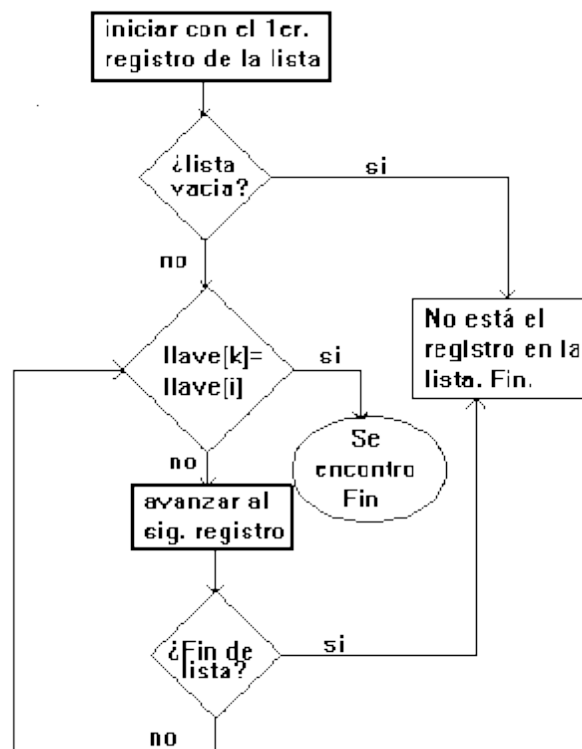 iniciar con el 1er.
registro de la lista
¿lista
vacia?
si
no
llave[k]=
llave[i]
si
No está el
registro en la
lista. Fin.
Se
encontro
Fin
no
avanzar al
sig. registro
¿Fin de
lista?
si
no